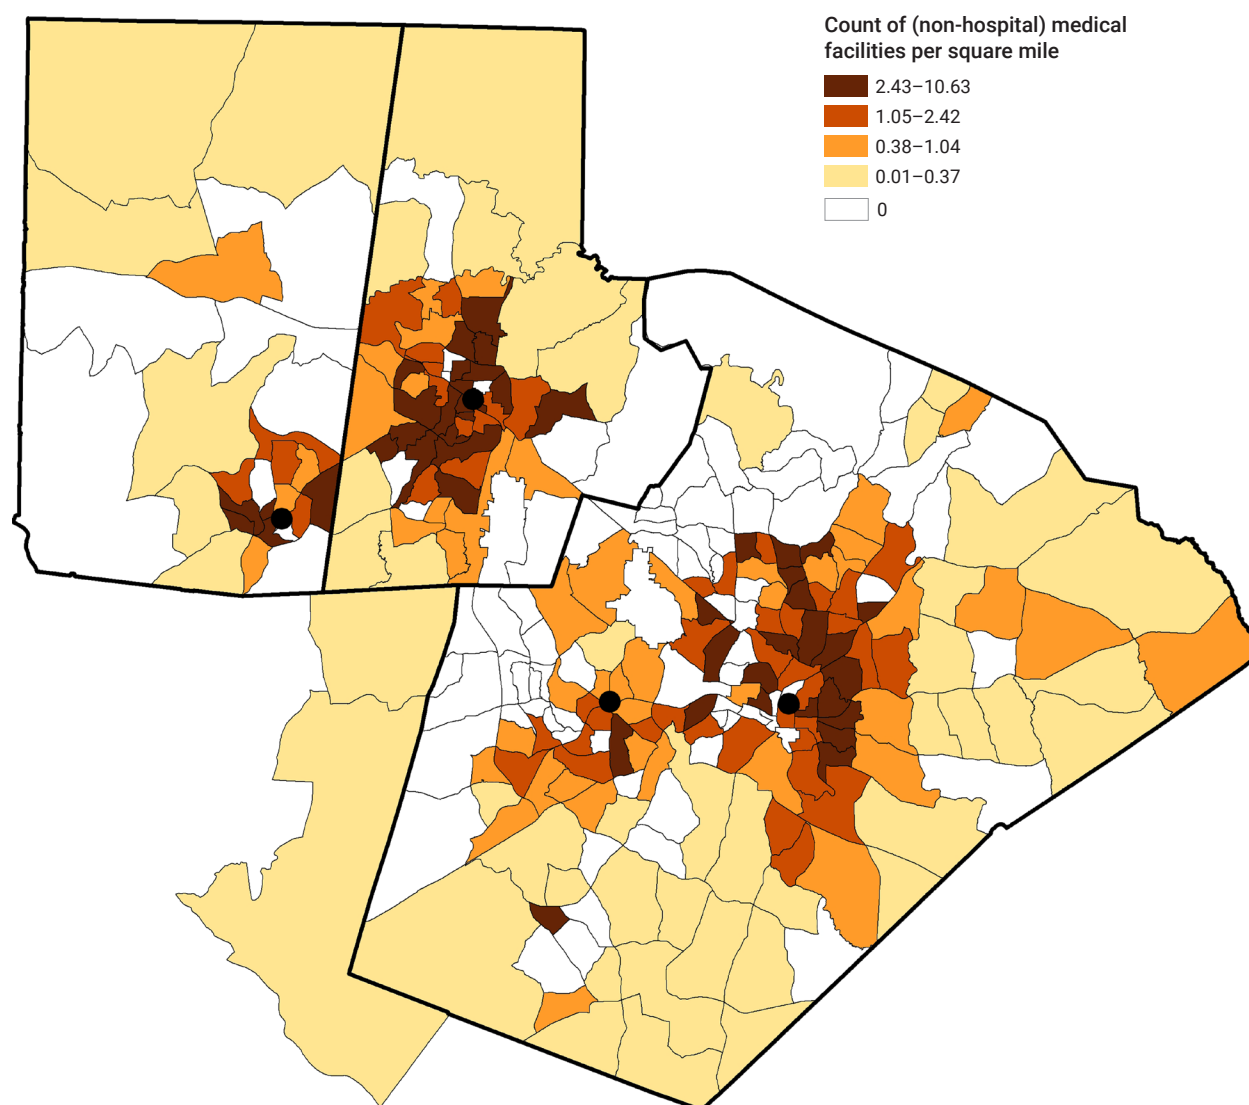 Count of (non-hospital) medical
facilities per square mile
2.43–10.63
1.05–2.42
0.38–1.04
0.01–0.37
0